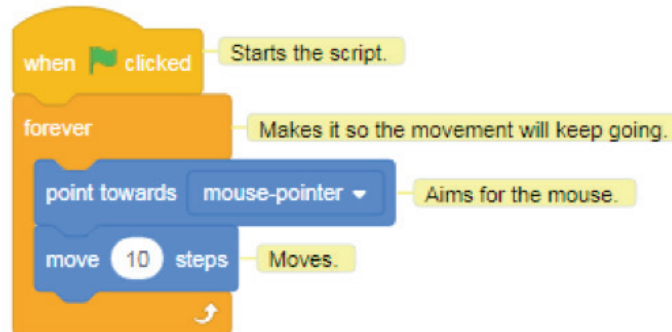 when clicked Starts the script.
forever Makes it so the movement will keep going.
point towards mouse-pointer Aims for the mouse.
move 10 steps Moves.